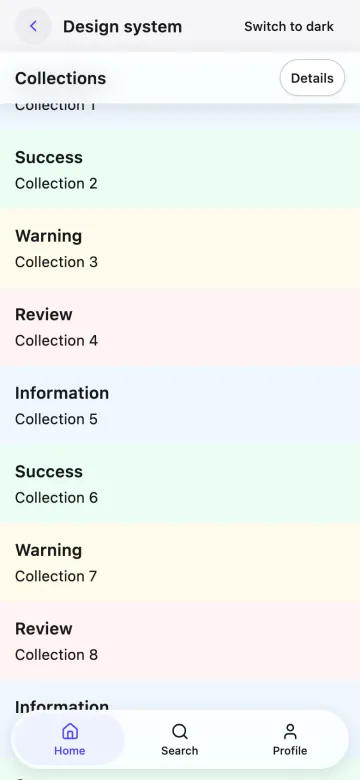 Design system
Switch to dark
Collections
Details
Collection 1
Success
Collection 2
Warning
Collection 3
Review
Collection 4
Information
Collection 5
Success
Collection 6
Warning
Collection 7
Review
Collection 8
Information
Home
Search
Profile